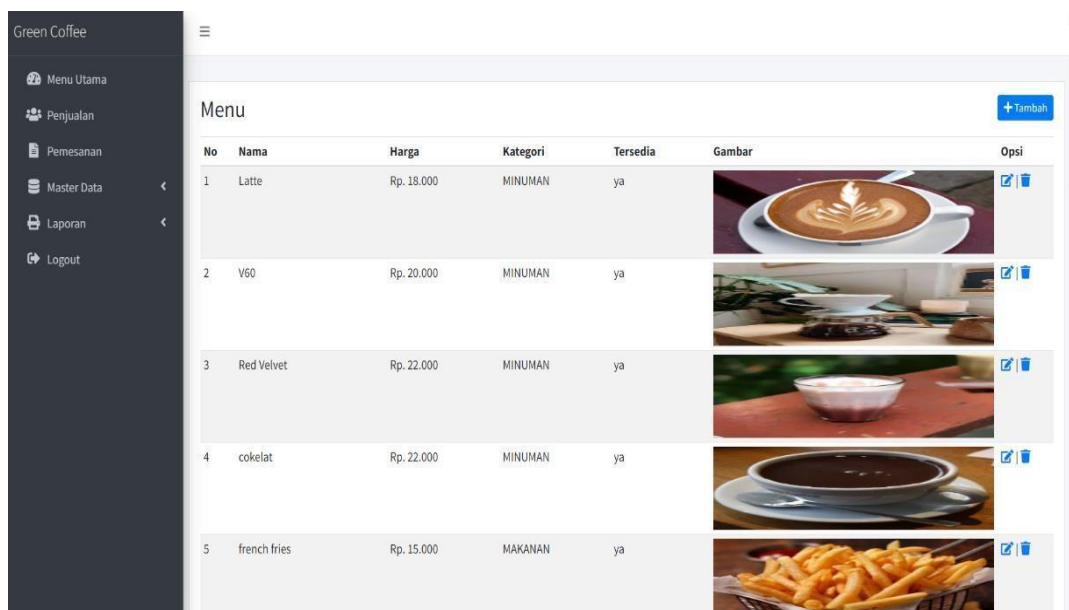 Green Coffee
Menu Utama
Penjualan
Pemesanan
Master Data
Laporan
Logout
Menu
Tambah
No Nama Harga Kategori Tersedia Gambar Opsi
1 Latte Rp. 18.000 MINUMAN ya
2 V60 Rp. 20.000 MINUMAN ya
3 Red Velvet Rp. 22.000 MINUMAN ya
4 cokelat Rp. 22.000 MINUMAN ya
5 french fries Rp. 15.000 MAKANAN ya